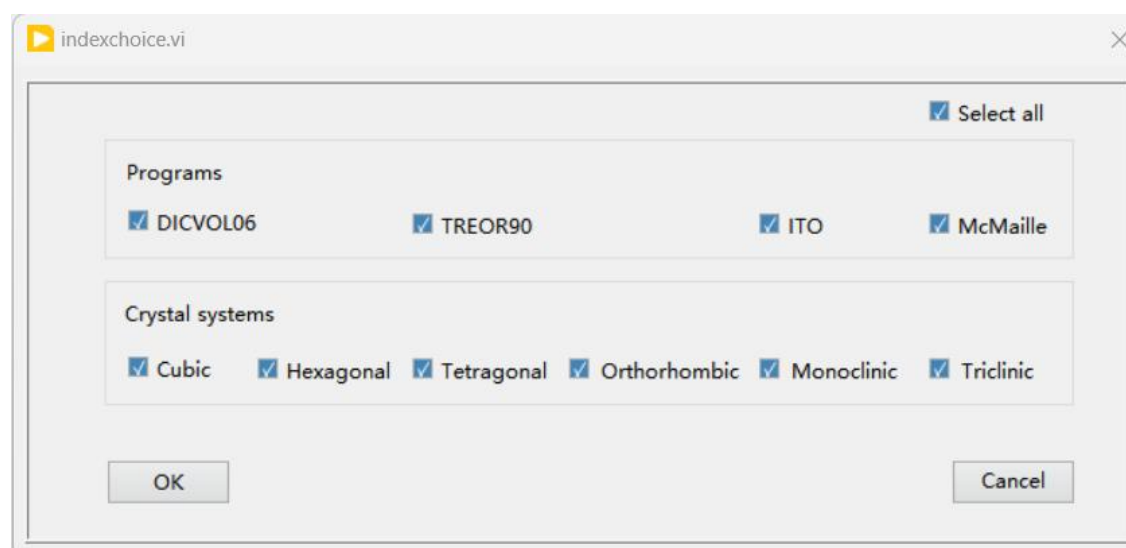 indexchoice.vi
Select all
Programs
DICVOL06 TREOR90 ITO McMaille
Crystal systems
Cubic Hexagonal Tetragonal Orthorhombic Monoclinic Triclinic
OK Cancel